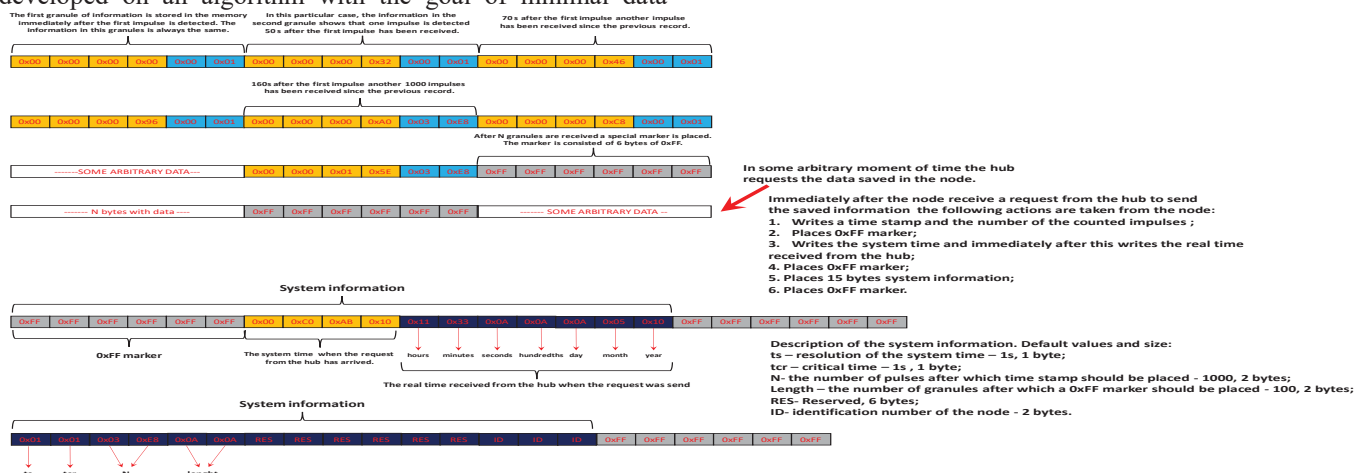 developed on an algorithm with the goal of minimal data
The first granule of information is stored in the memory
immediately after the first impulse is detected. The
information in this granules is always the same.
In this particular case, the information in the
second granule shows that one impulse is detected
50s after the first impulse has been received.
70s after the first impulse another impulse
has been received since the previous record.
0x00 0x00 0x00 0x00 0x00 0x01 0x00 0x00 0x00 0x32 0x00 0x01 0x00 0x00 0x00 0x46 0x00 0x01
160s after the first impulse another 1000 impulses
has been received since the previous record.
0x00 0x00 0x00 0x96 0x00 0x01 0x00 0x00 0x00 0xA0 0x03 0xE8 0x00 0x00 0x00 0xC8 0x00 0x01
After N granules are received a special marker is placed.
The marker is consisted of 6 bytes of 0xFF.
-------SOME ARBITRARY DATA--- 0x00 0x00 0x01 0x5E 0x03 0xE8 0xFF 0xFF 0xFF 0xFF 0xFF 0xFF
------- N bytes with data ---- 0xFF 0xFF 0xFF 0xFF 0xFF 0xFF ------- SOME ARBITRARY DATA --
In some arbitrary moment of time the hub
requests the data saved in the node.
Immediately after the node receive a request from the hub to send
the saved information the following actions are taken from the node:
1. Writes a time stamp and the number of the counted impulses ;
2. Places 0xFF marker;
3. Writes the system time and immediately after this writes the real time
received from the hub;
4. Places 0xFF marker;
5. Places 15 bytes system information;
6. Places 0xFF marker.
System information
0xFF 0xFF 0xFF 0xFF 0xFF 0xFF 0x00 0xC0 0xAB 0x10 0x11 0x33 0x0A 0x0A 0x0A 0x05 0x10 0xFF 0xFF 0xFF 0xFF 0xFF 0xFF
0xFF marker
The system time when the request
from the hub has arrived.
hours minutes seconds hundredths day month year
The real time received from the hub when the request was send
Description of the system information. Default values and size:
ts – resolution of the system time – 1s, 1 byte;
tcr – critical time – 1s , 1 byte;
N- the number of pulses after which time stamp should be placed - 1000, 2 bytes;
Length – the number of granules after which a 0xFF marker should be placed - 100, 2 bytes;
RES- Reserved, 6 bytes;
ID- identification number of the node - 2 bytes.
System information
0x01 0x01 0x03 0xE8 0x0A 0x0A RES RES RES RES RES RES ID ID ID 0xFF 0xFF 0xFF 0xFF 0xFF 0xFF